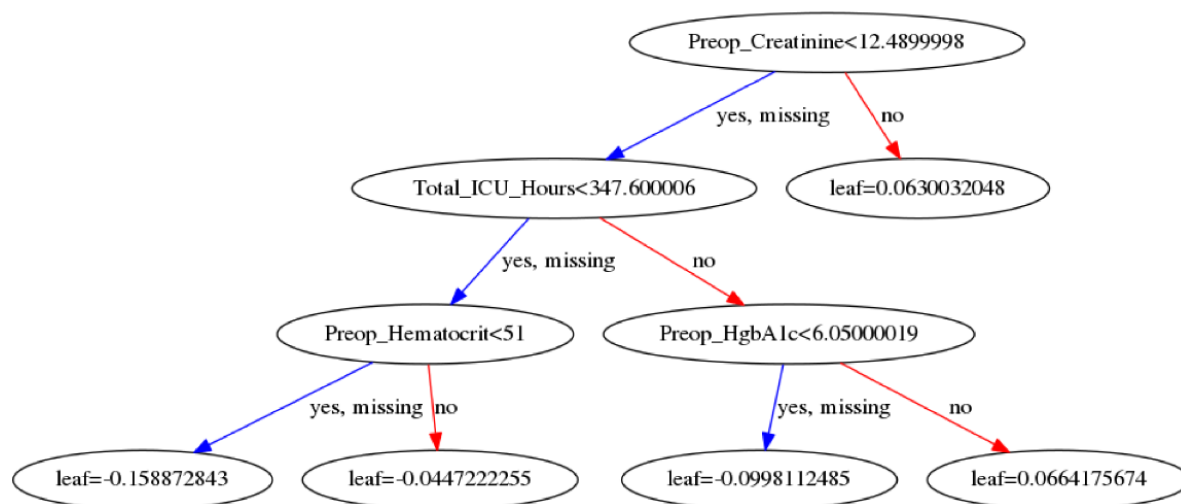 Preop_Creatinine<12.4899998
yes, missing
no
Total_ICU_Hours<347.600006
leaf=0.0630032048
yes, missing
no
Preop_Hematocrit<51
Preop_HgbA1c<6.05000019
yes, missing
no
yes, missing
no
leaf=-0.158872843
leaf=-0.0447222255
leaf=-0.0998112485
leaf=0.0664175674